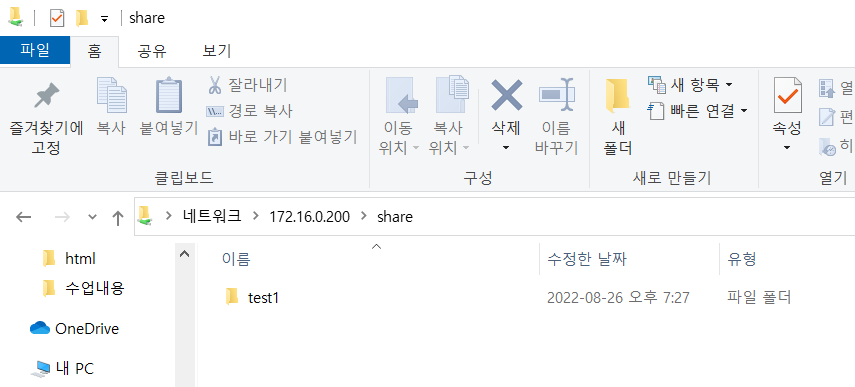 share
파일 홈 공유 보기
즐겨찾기에 고정
복사
붙여넣기
잘라내기
경로 복사
바로 가기 붙여넣기
클립보드
이동 위치
복사 위치
삭제
이름 바꾸기
구성
새 폴더
새 항목
빠른 연결
새로 만들기
속성
열
편
히
열기
네트워크 > 172.16.0.200 > share
html
수업내용
OneDrive
내 PC
이름 수정한 날짜 유형
test1 2022-08-26 오후 7:27 파일 폴더